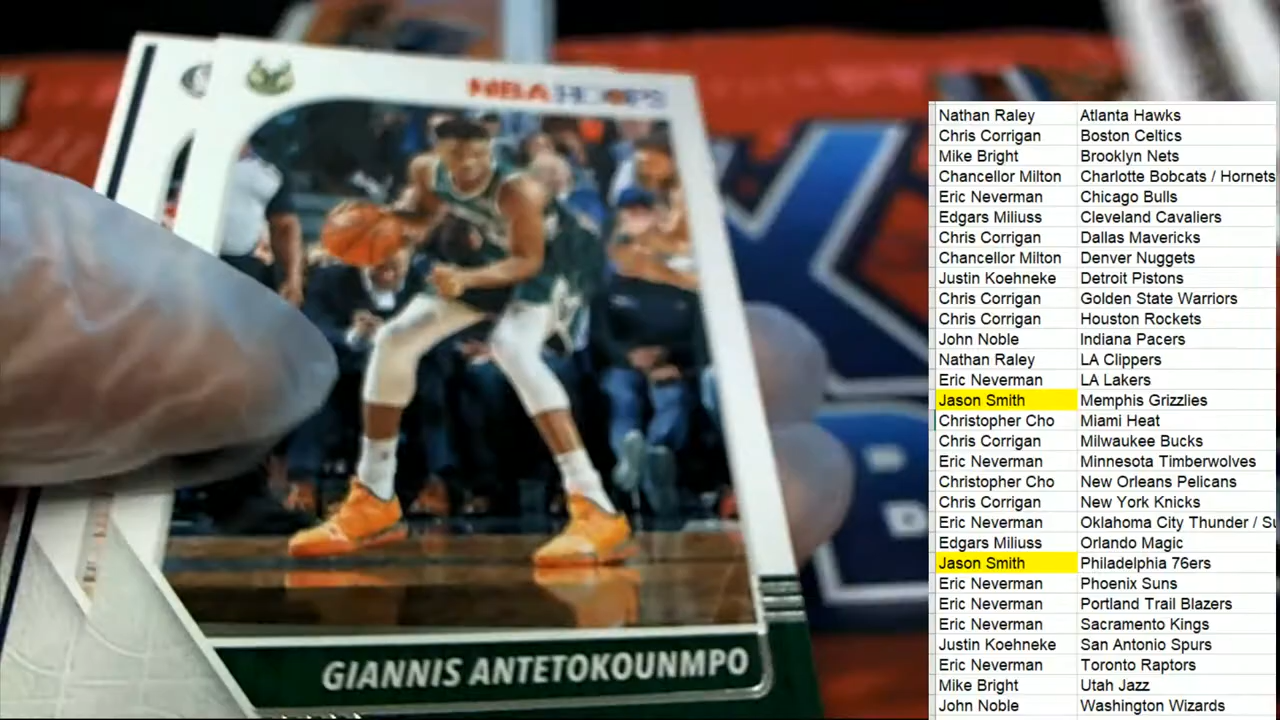 NBA HOOPS
GIANNIS ANTETOKOUNMPO
Nathan Raley Atlanta Hawks
Chris Corrigan Boston Celtics
Mike Bright Brooklyn Nets
Chancellor Milton Charlotte Bobcats / Hornets
Eric Neverman Chicago Bulls
Edgars Miliuss Cleveland Cavaliers
Chris Corrigan Dallas Mavericks
Chancellor Milton Denver Nuggets
Justin Koehneke Detroit Pistons
Chris Corrigan Golden State Warriors
Chris Corrigan Houston Rockets
John Noble Indiana Pacers
Nathan Raley LA Clippers
Eric Neverman LA Lakers
Jason Smith Memphis Grizzlies
Christopher Cho Miami Heat
Chris Corrigan Milwaukee Bucks
Eric Neverman Minnesota Timberwolves
Christopher Cho New Orleans Pelicans
Chris Corrigan New York Knicks
Eric Neverman Oklahoma City Thunder /
Edgars Miliuss Orlando Magic
Jason Smith Philadelphia 76ers
Eric Neverman Phoenix Suns
Eric Neverman Portland Trail Blazers
Eric Neverman Sacramento Kings
Justin Koehneke San Antonio Spurs
Eric Neverman Toronto Raptors
Mike Bright Utah Jazz
John Noble Washington Wizards